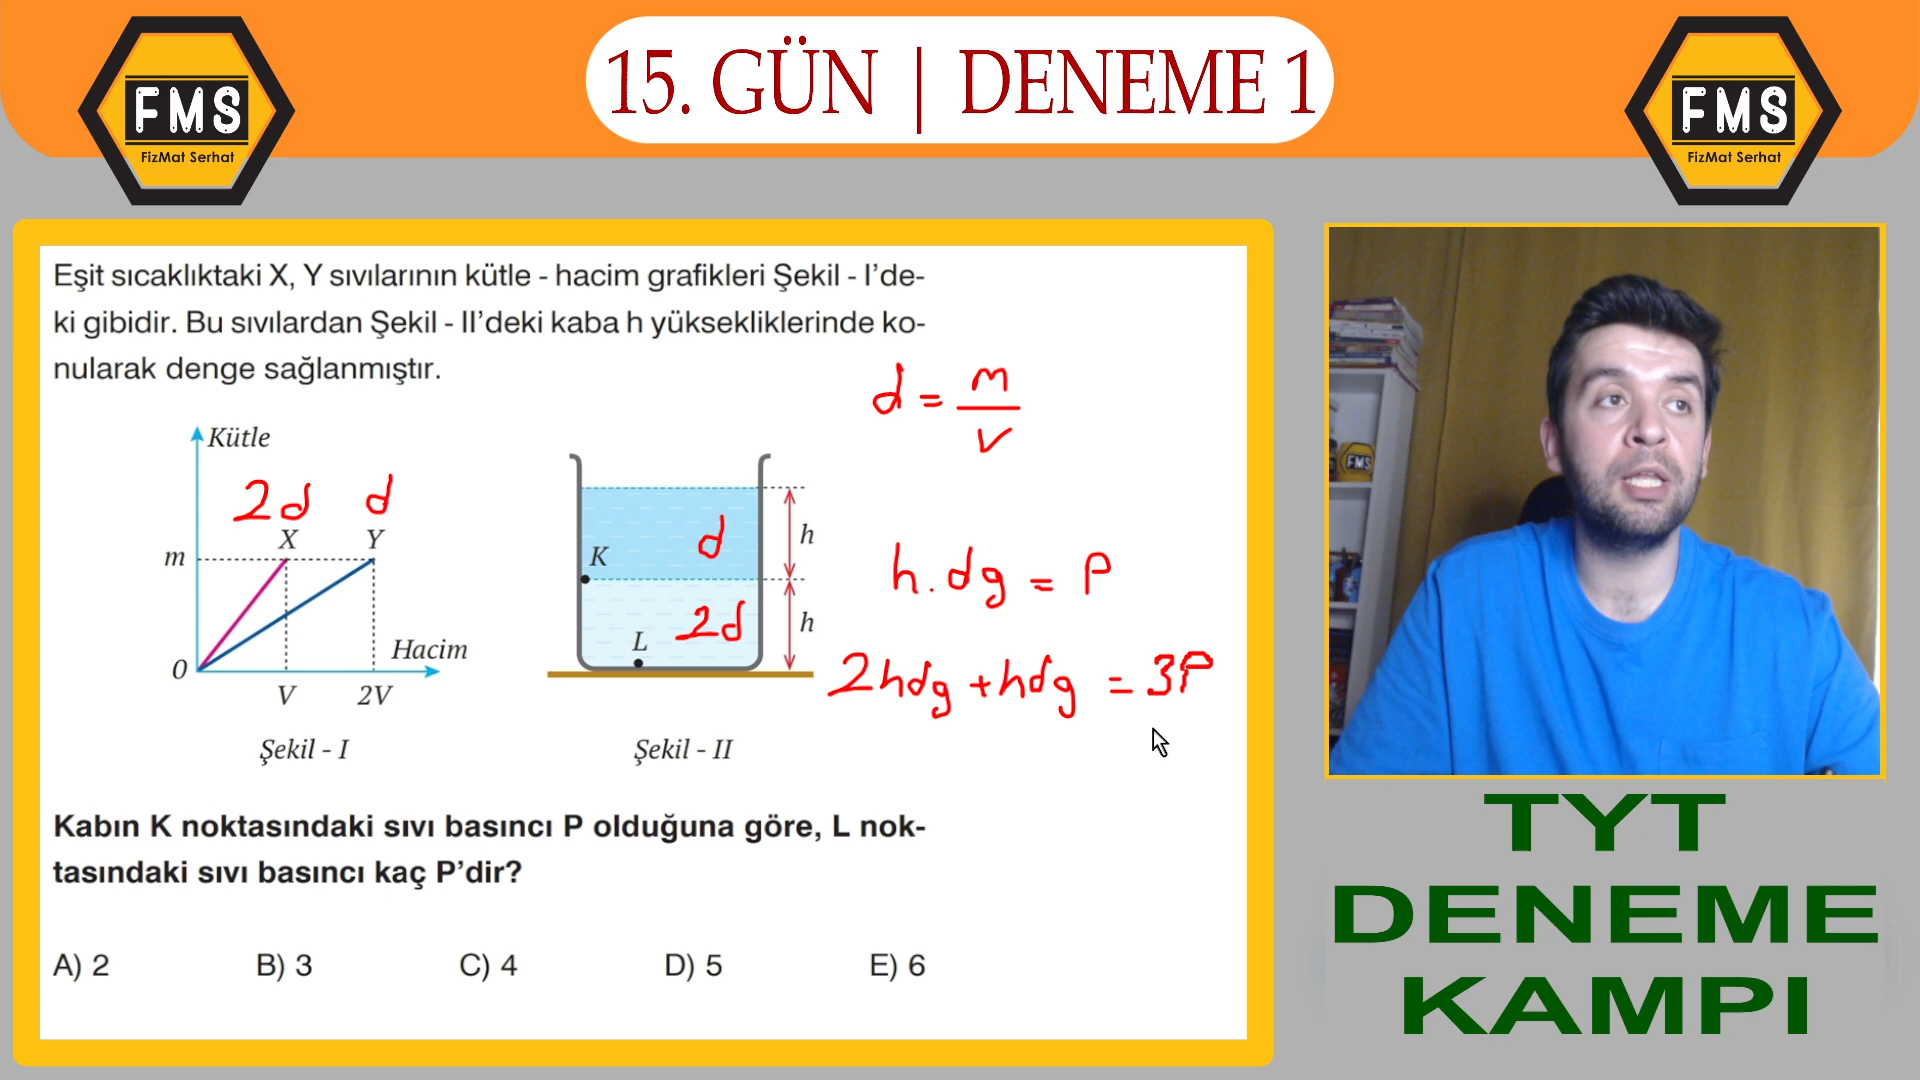 15. GÜN | DENEME 1
FMS
FizMat Serhat
FMS
FizMat Serhat
Eşit sıcaklıktaki X, Y sıvılarının kütle - hacim grafikleri Şekil - I'de-
ki gibidir. Bu sıvılardan Şekil - II'deki kaba h yüksekliklerinde ko-
nularak denge sağlanmıştır.
d = m
v
Kütle
2d d
X Y
m
0
Hacim
V 2V
Şekil - I
d
K
h
2d
L
h
Şekil - II
h.dg = P
2hdg + hdg = 3P
Kabın K noktasındaki sıvı basıncı P olduğuna göre, L nok-
tasındaki sıvı basıncı kaç P'dir?
A) 2 B) 3 C) 4 D) 5 E) 6
FMS
TYT
DENEME
KAMPI